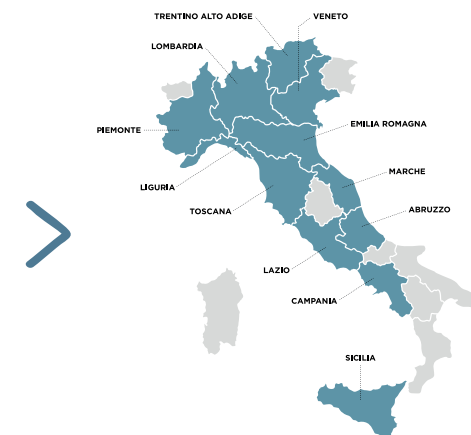 TRENTINO ALTO ADIGE
VENETO
LOMBARDIA
EMILIA ROMAGNA
PIEMONTE
MARCHE
LIGURIA
ABRUZZO
TOSCANA
LAZIO
CAMPANIA
SICILIA